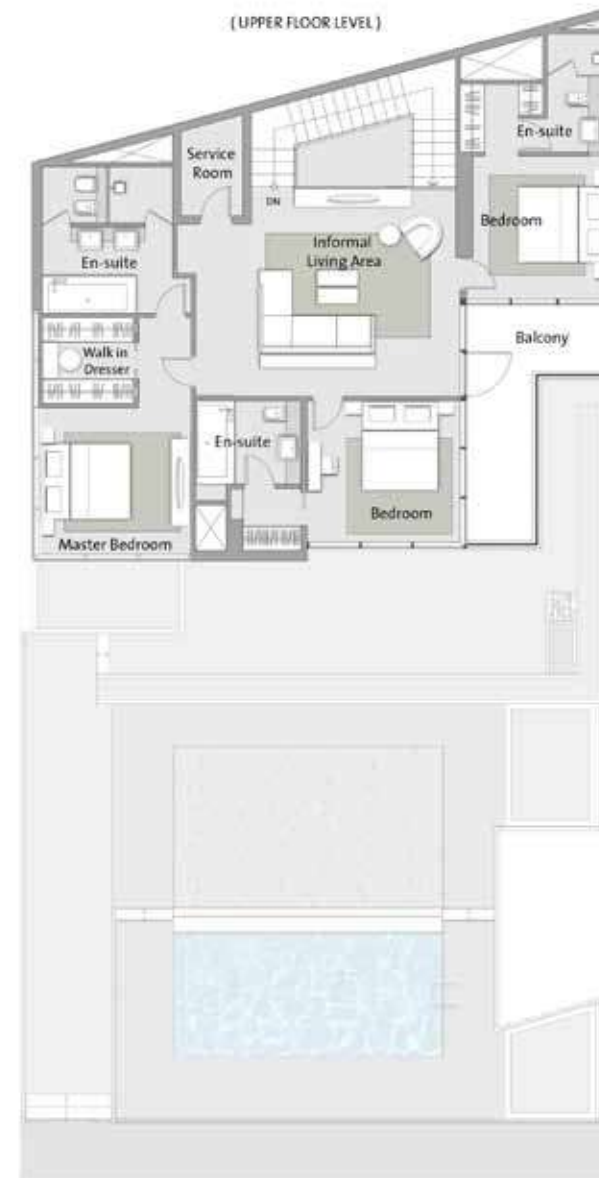 ( UPPER FLOOR LEVEL )
En-suite
Service
Room
DN
Bedroom
Informal
Living Area
En-suite
Balcony
Walk in
Dresser
En-suite
Bedroom
Master Bedroom